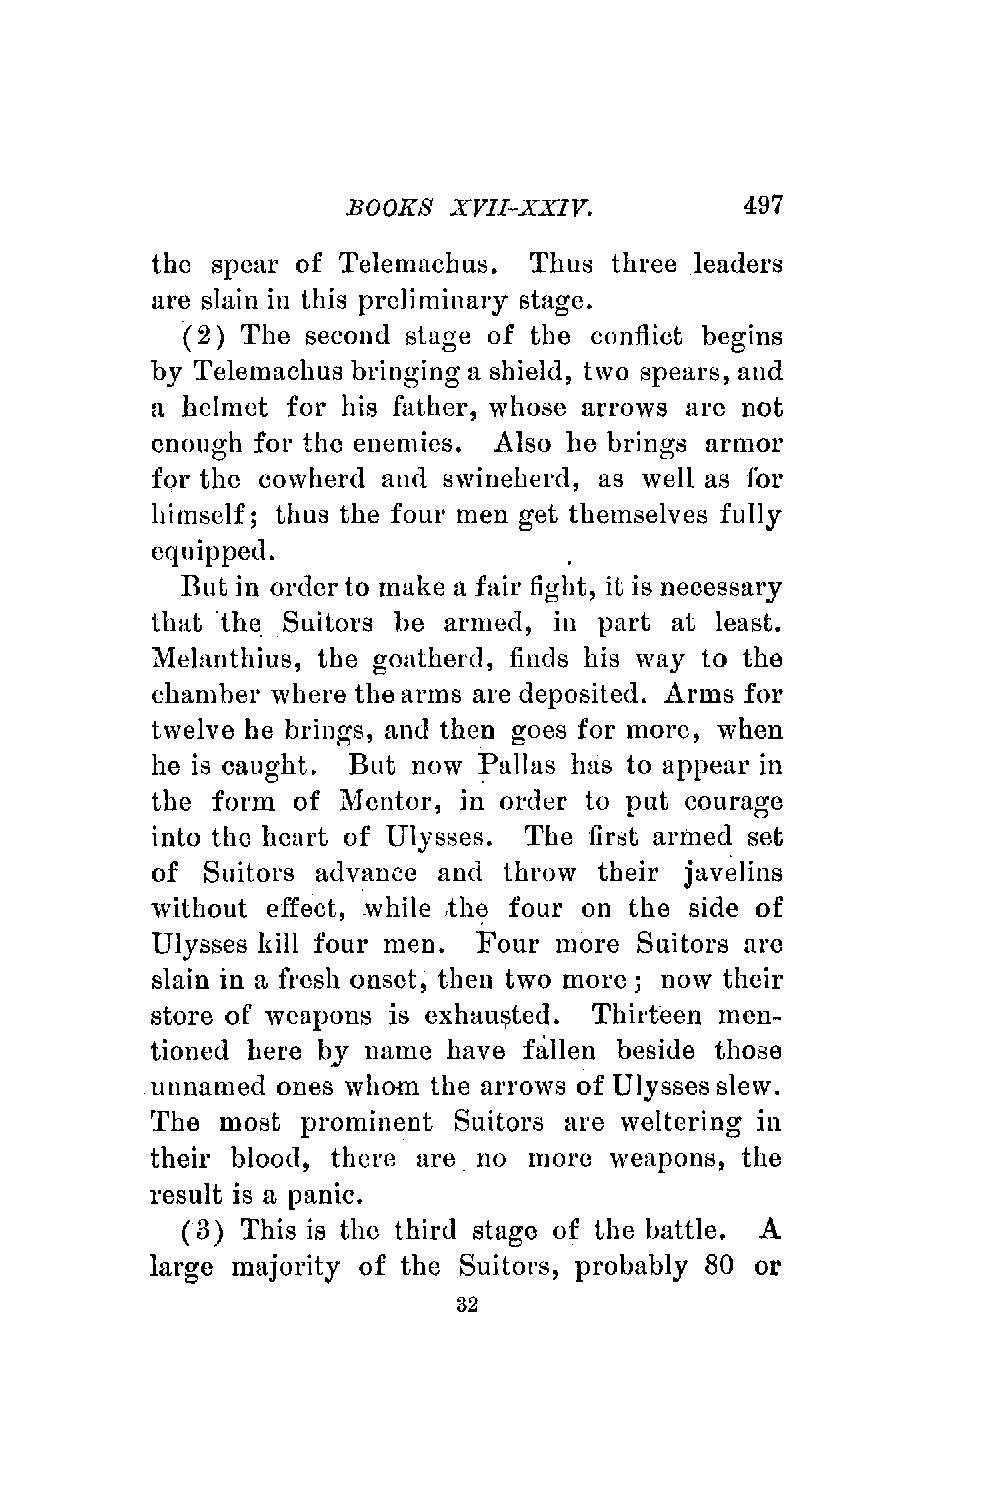 BOOKS XVII-XXIV. 497
the spear of Telemachus. Thus three leaders
are slain in this preliminary stage.
(2) The second stage of the conflict begins
by Telemachus bringing a shield, two spears, and
a helmet for his father, whose arrows are not
enough for the enemies. Also he brings armor
for the cowherd and swineherd, as well as for
himself; thus the four men get themselves fully
equipped.
But in order to make a fair fight, it is necessary
that the Suitors be armed, in part at least.
Melanthius, the goatherd, finds his way to the
chamber where the arms are deposited. Arms for
twelve he brings, and then goes for more, when
he is caught. But now Pallas has to appear in
the form of Mentor, in order to put courage
into the heart of Ulysses. The first armed set
of Suitors advance and throw their javelins
without effect, while the four on the side of
Ulysses kill four men. Four more Suitors are
slain in a fresh onset, then two more; now their
store of weapons is exhausted. Thirteen men-
tioned here by name have fallen beside those
unnamed ones whom the arrows of Ulysses slew.
The most prominent Suitors are weltering in
their blood, there are no more weapons, the
result is a panic.
(3) This is the third stage of the battle. A
large majority of the Suitors, probably 80 or
32